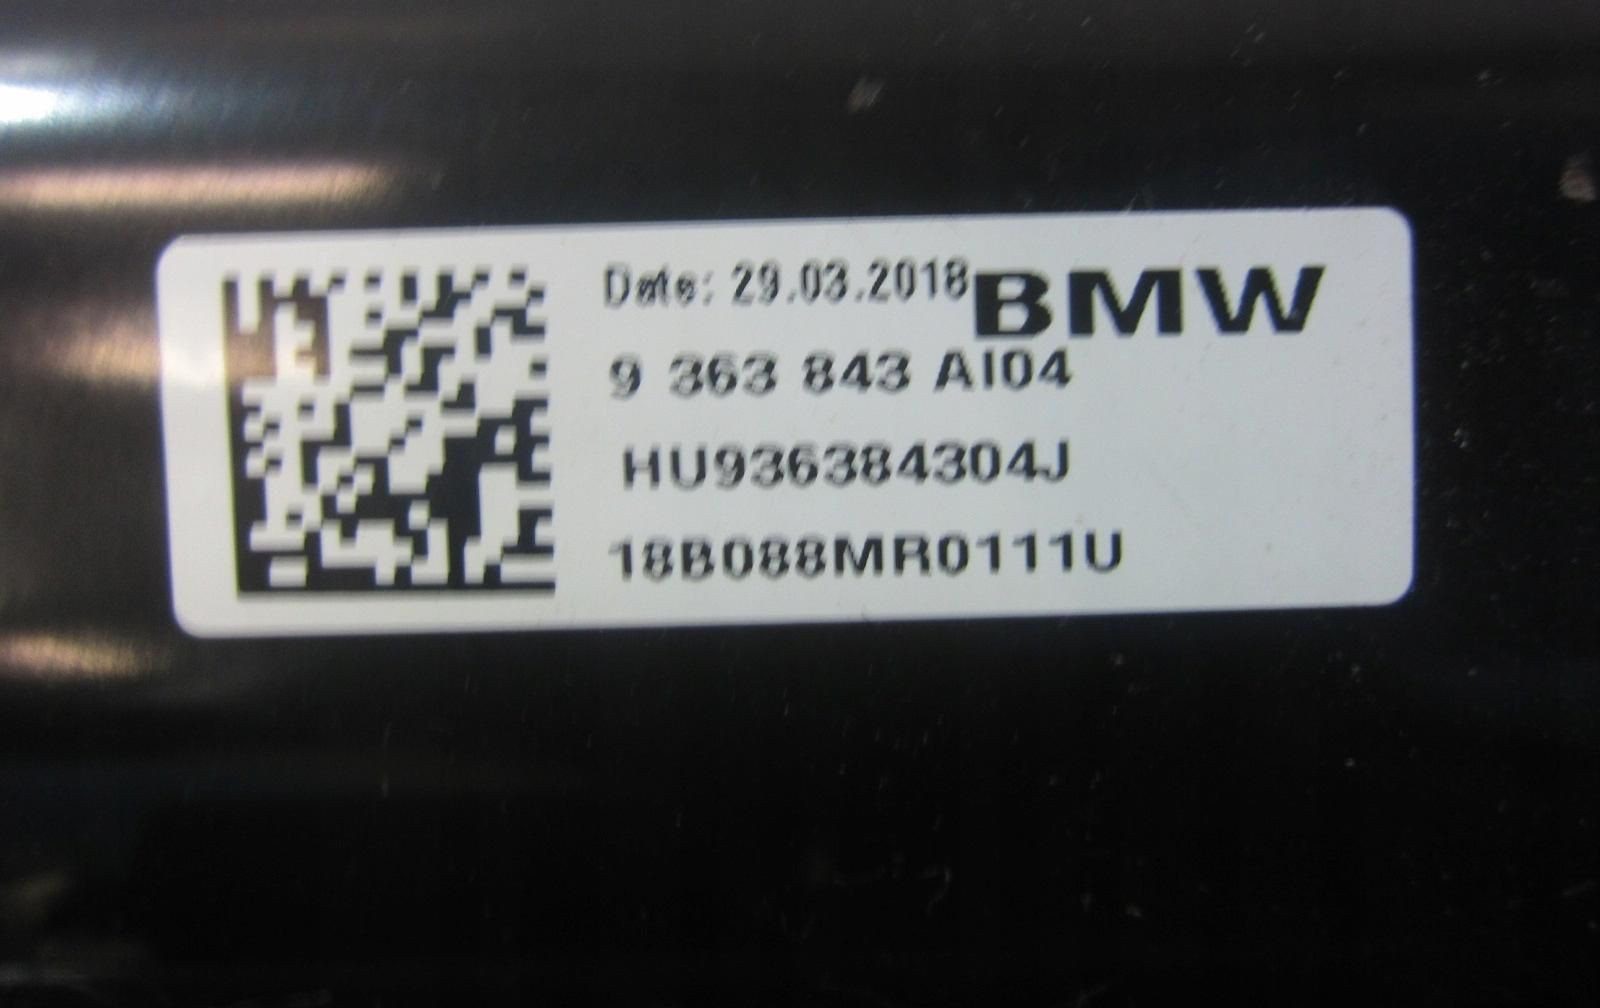 Date: 29.03.2018 BMW
9 363 843 AI04
HU936384304J
18B088MR0111U